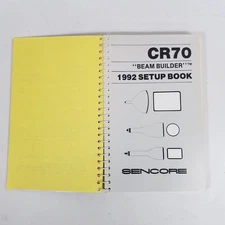 CR70
"BEAM BUILDER"™
1992 SETUP BOOK
SENCORE